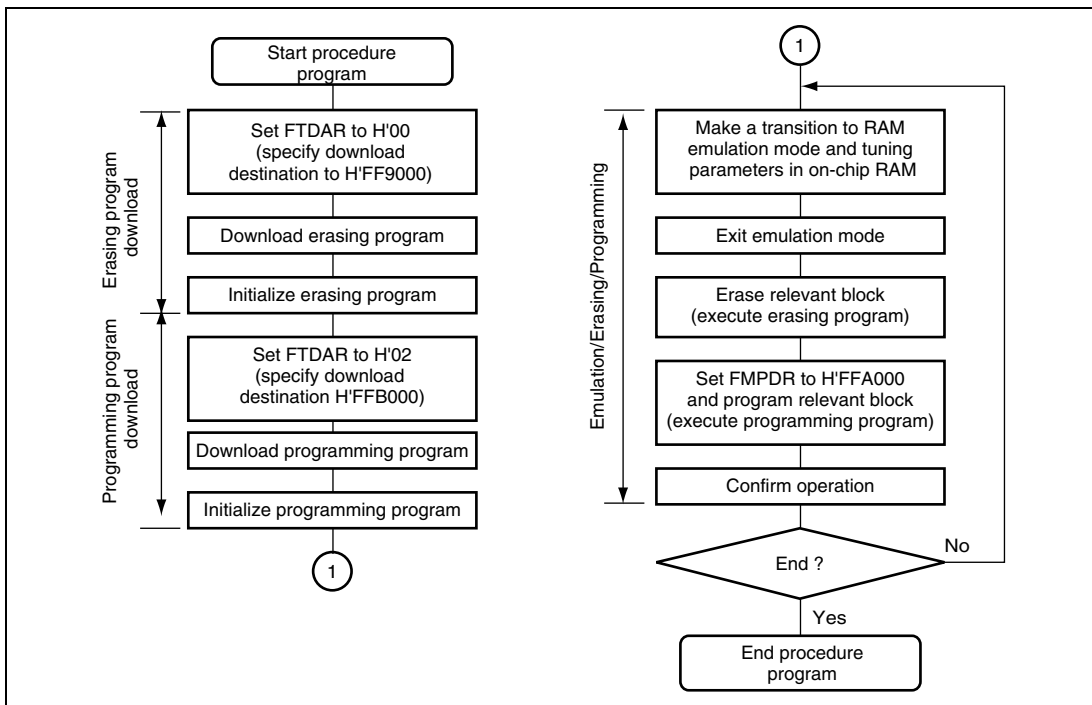 Start procedure
program
Erasing program
download
Set FTDAR to H'00
(specify download
destination to H'FF9000)
Download erasing program
Initialize erasing program
Programming program
download
Set FTDAR to H'02
(specify download
destination H'FFB000)
Download programming program
Initialize programming program
1
1
Emulation/Erasing/Programming
Make a transition to RAM
emulation mode and tuning
parameters in on-chip RAM
Exit emulation mode
Erase relevant block
(execute erasing program)
Set FMPDR to H'FFA000
and program relevant block
(execute programming program)
Confirm operation
End ?
No
Yes
End procedure
program